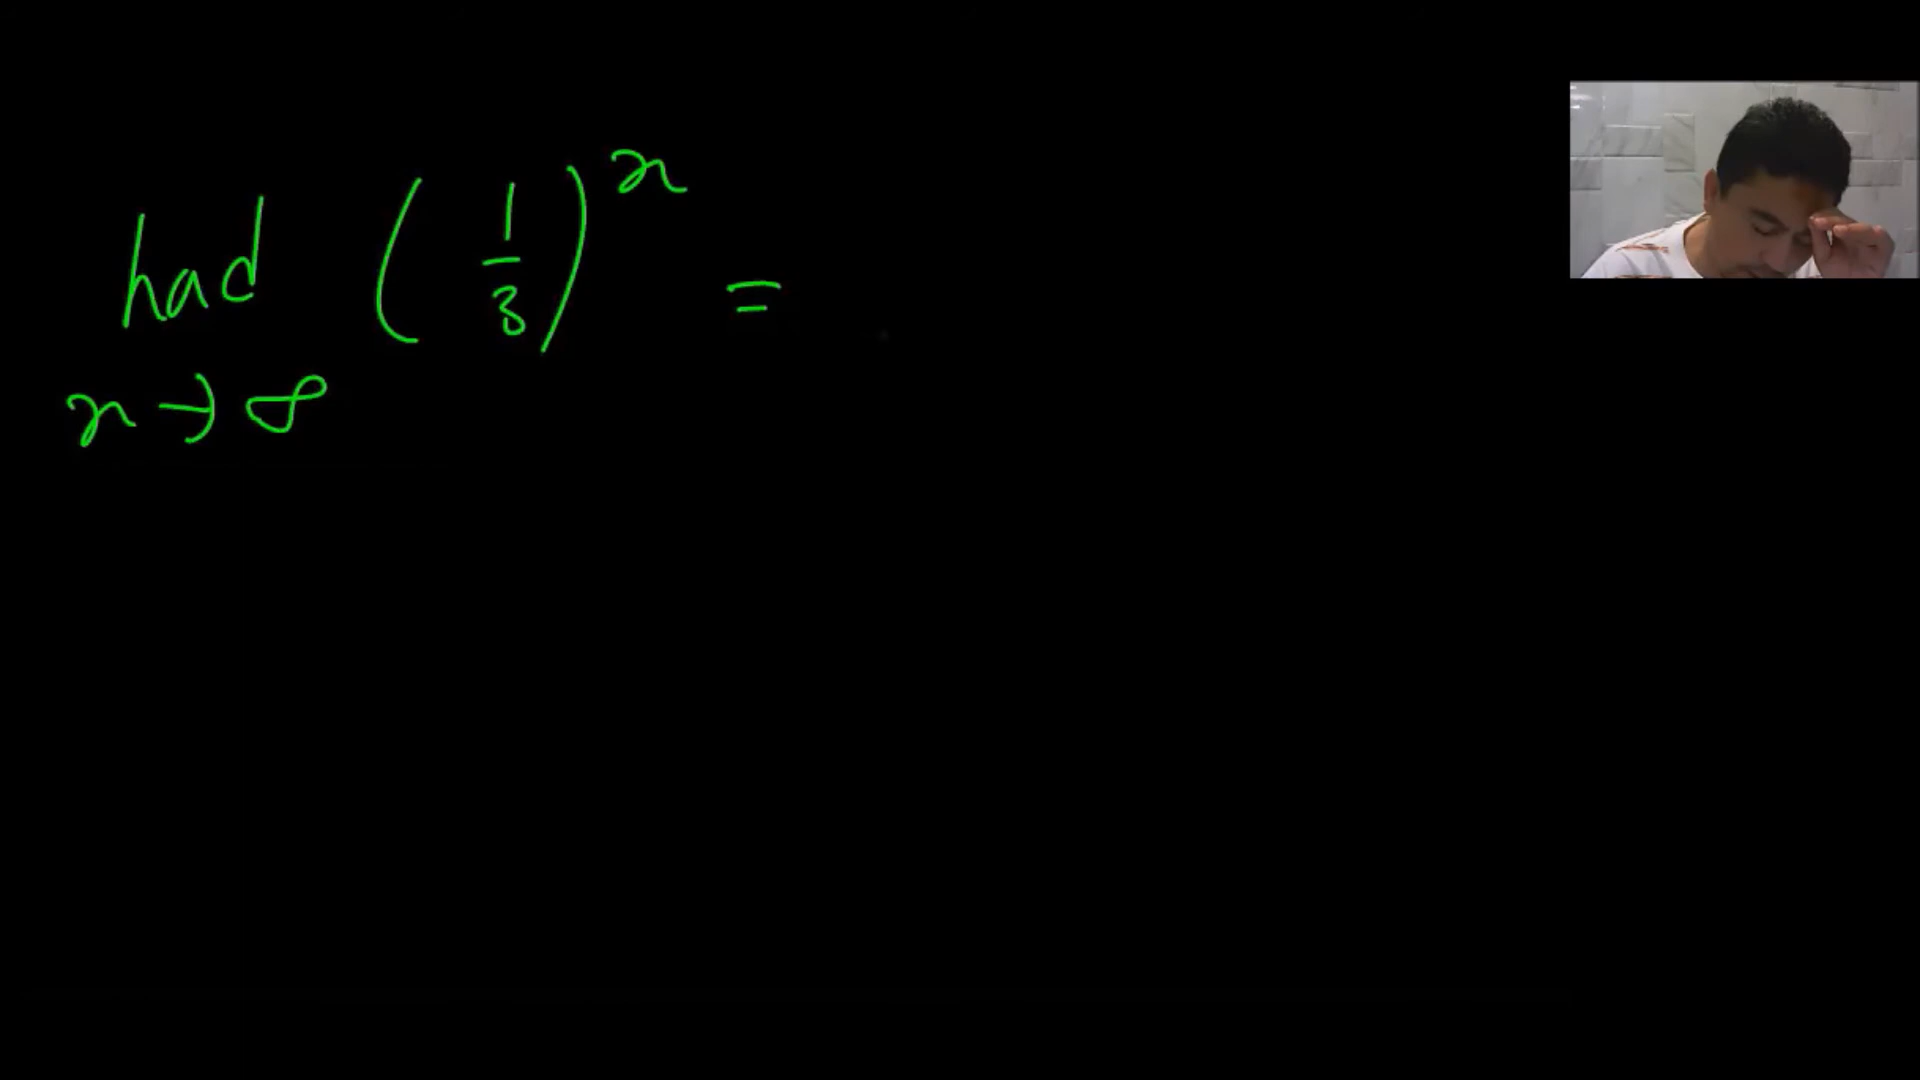 had (1/3)^x =
x → ∞